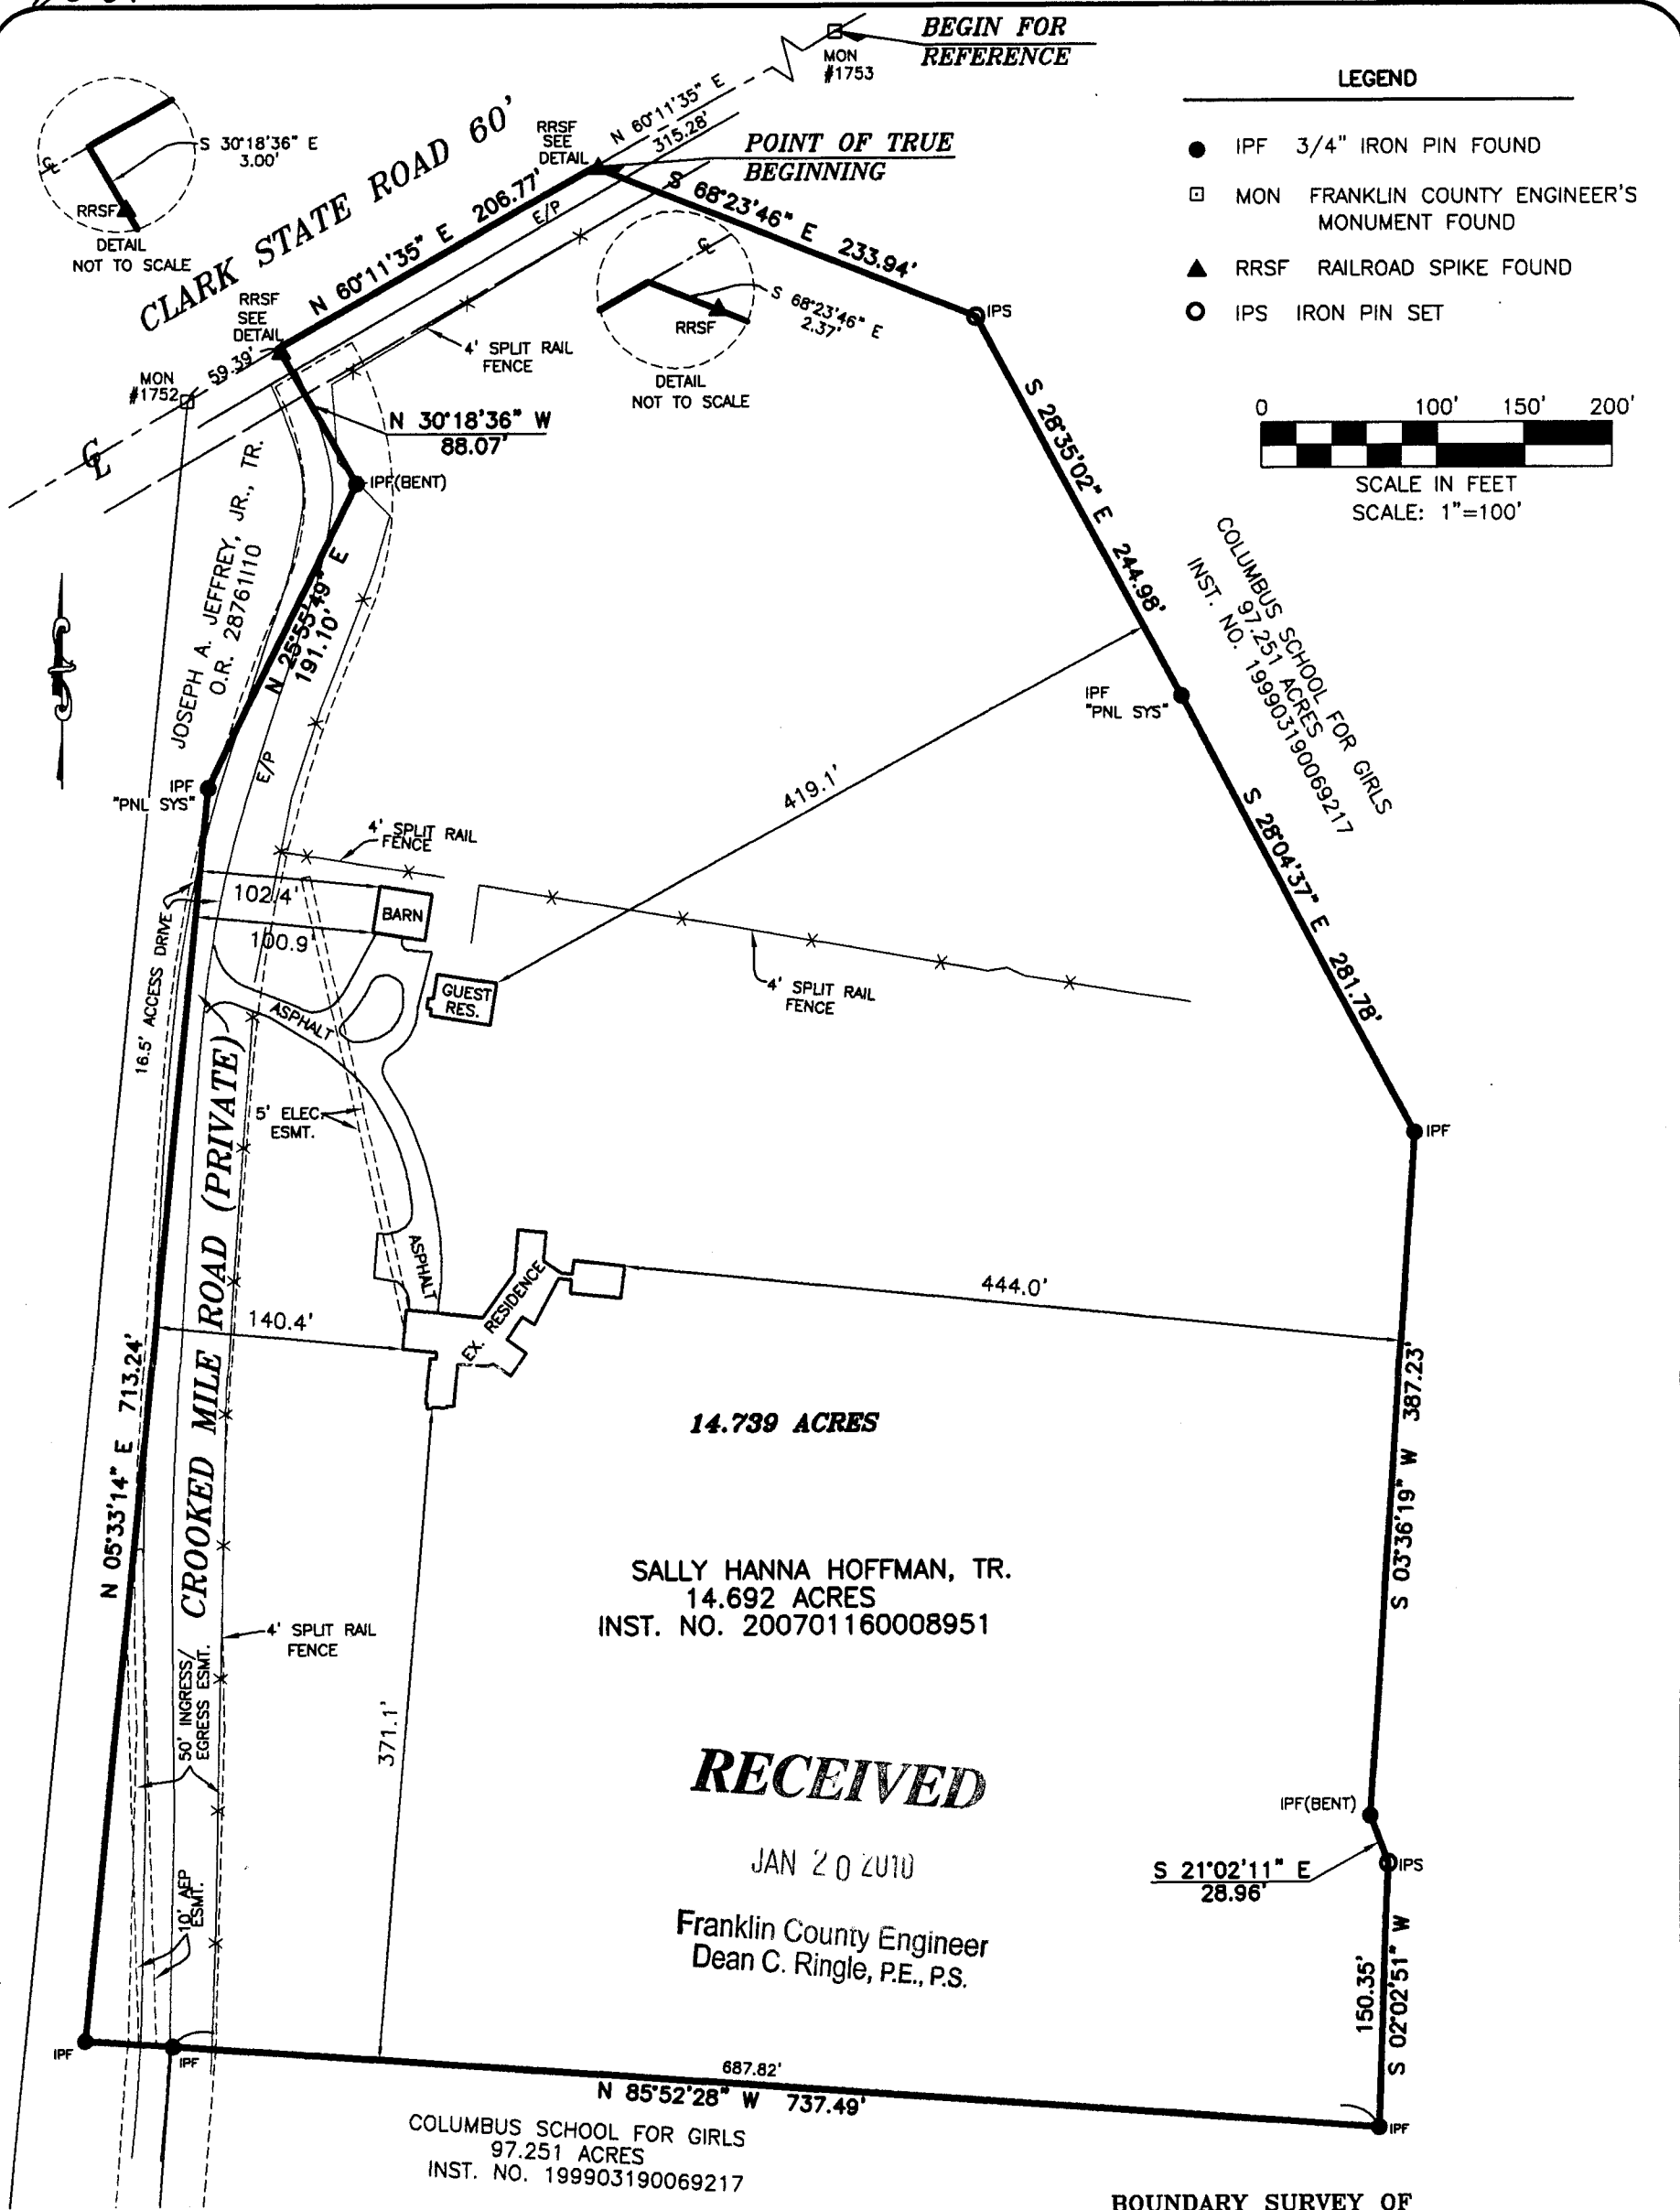 BEGIN FOR
REFERENCE
MON
#1753
LEGEND
IPF 3/4" IRON PIN FOUND
MON FRANKLIN COUNTY ENGINEER'S
MONUMENT FOUND
RRSF RAILROAD SPIKE FOUND
IPS IRON PIN SET
0 100' 150' 200'
SCALE IN FEET
SCALE: 1"=100'
S 30°18'36" E
3.00'
RRSF
DETAIL
NOT TO SCALE
CLARK STATE ROAD 60'
RRSF
SEE
DETAIL
N 60°11'35" E
315.28'
POINT OF TRUE
BEGINNING
N 60°11'35" E 206.77'
E/P
S 68°23'46" E 233.94'
IPS
RRSF
SEE
DETAIL
59.39'
MON
#1752
4' SPLIT RAIL
FENCE
S 68°23'46" E
2.37'
RRSF
DETAIL
NOT TO SCALE
N 30°18'36" W
88.07'
IPF(BENT)
S 28°35'02" E 244.98'
COLUMBUS SCHOOL FOR GIRLS
97.251 ACRES
INST. NO. 199903190069217
JOSEPH A. JEFFREY, JR., TR.
O.R. 28761I10
N 25°55'49" E
191.10'
IPF
"PNL SYS"
E/P
IPF
"PNL SYS"
419.1'
S 28°04'37" E 281.78'
4' SPLIT RAIL
FENCE
102.4'
BARN
100.9'
16.5' ACCESS DRIVE
GUEST
RES.
4' SPLIT RAIL
FENCE
ASPHALT
5' ELEC.
ESMT.
IPF
ASPHALT
EX. RESIDENCE
444.0'
140.4'
N 05°33'14" E 713.24'
CROOKED MILE ROAD (PRIVATE)
S 03°36'19" W 387.23'
14.739 ACRES
SALLY HANNA HOFFMAN, TR.
14.692 ACRES
INST. NO. 200701160008951
4' SPLIT RAIL
FENCE
50' INGRESS/
EGRESS ESMT.
371.1'
RECEIVED
JAN 20 2010
Franklin County Engineer
Dean C. Ringle, P.E., P.S.
IPF(BENT)
S 21°02'11" E
28.96'
IPS
10' AEP
ESMT.
150.35'
S 02°02'51" W
IPF
IPF
687.82'
N 85°52'28" W 737.49'
IPF
COLUMBUS SCHOOL FOR GIRLS
97.251 ACRES
INST. NO. 199903190069217
BOUNDARY SURVEY OF